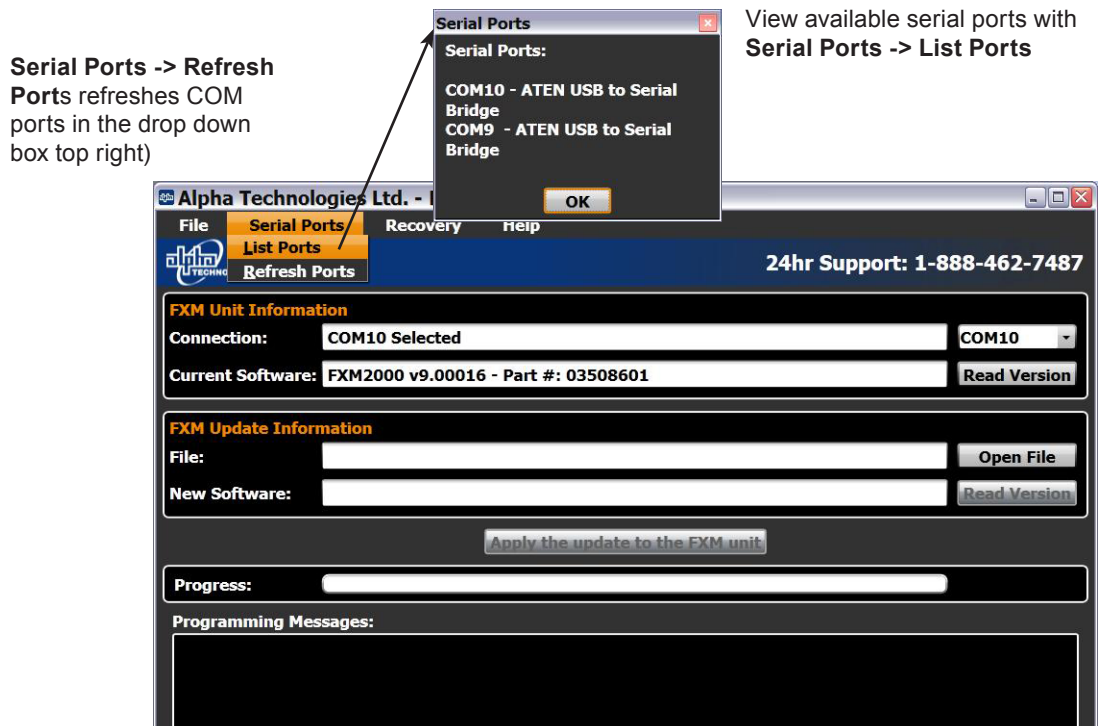 Serial Ports -> Refresh
Ports refreshes COM
ports in the drop down
box top right)
View available serial ports with
Serial Ports -> List Ports
Serial Ports
Serial Ports:
COM10 - ATEN USB to Serial
Bridge
COM9 - ATEN USB to Serial
Bridge
OK
Alpha Technologies Ltd. -
File Serial Ports Recovery Help
List Ports
Refresh Ports
24hr Support: 1-888-462-7487
FXM Unit Information
Connection: COM10 Selected COM10
Current Software: FXM2000 v9.00016 - Part #: 03508601 Read Version
FXM Update Information
File: Open File
New Software: Read Version
Apply the update to the FXM unit
Progress:
Programming Messages: